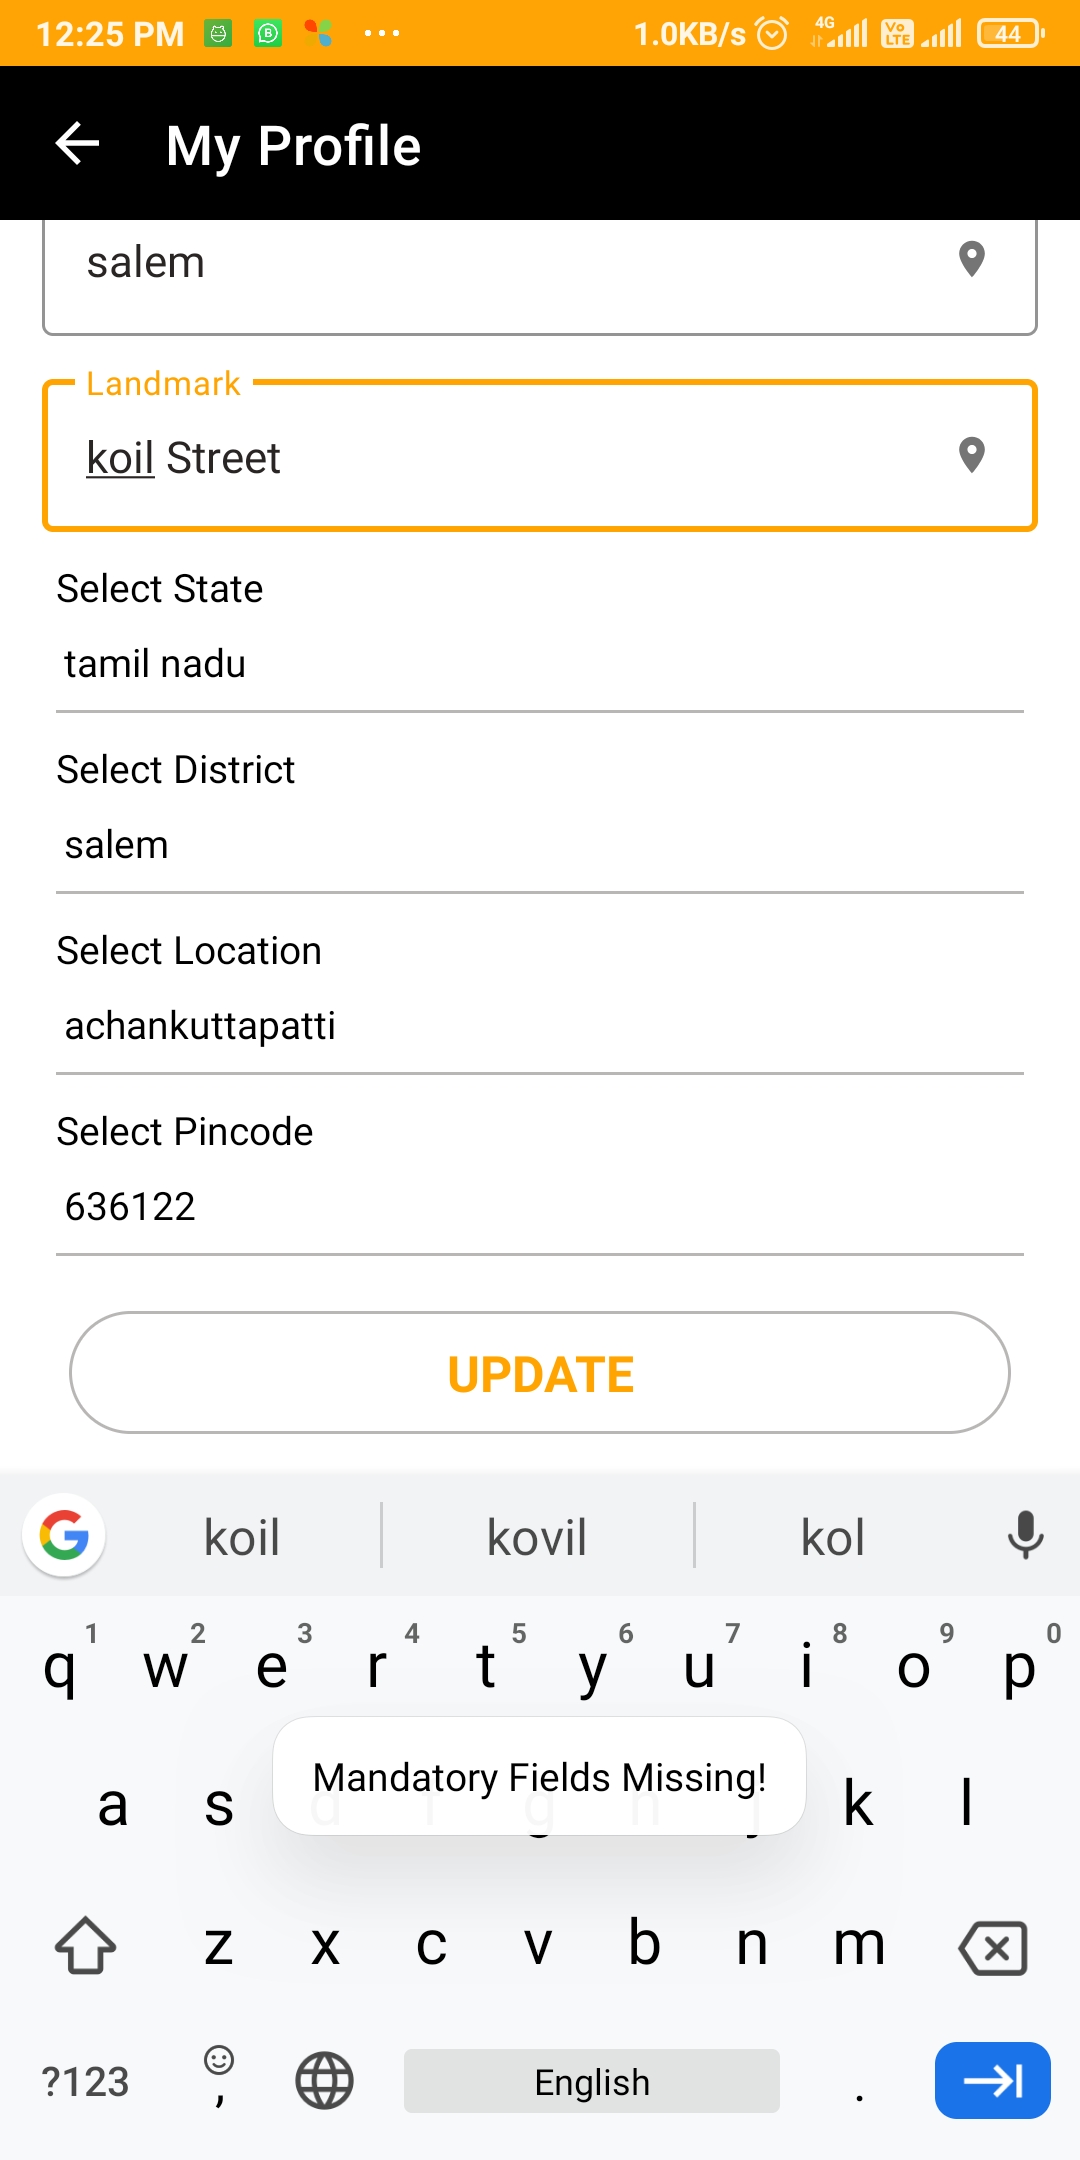 12:25 PM 1.0KB/s 4G Vo LTE 44
My Profile
salem
Landmark
koil Street
Select State
tamil nadu
Select District
salem
Select Location
achankuttapatti
Select Pincode
636122
UPDATE
G koil kovil kol
1 2 3 4 5 6 7 8 9 0
q w e r t y u i o p
Mandatory Fields Missing!
a s d f g h j k l
z x c v b n m
?123 , English .